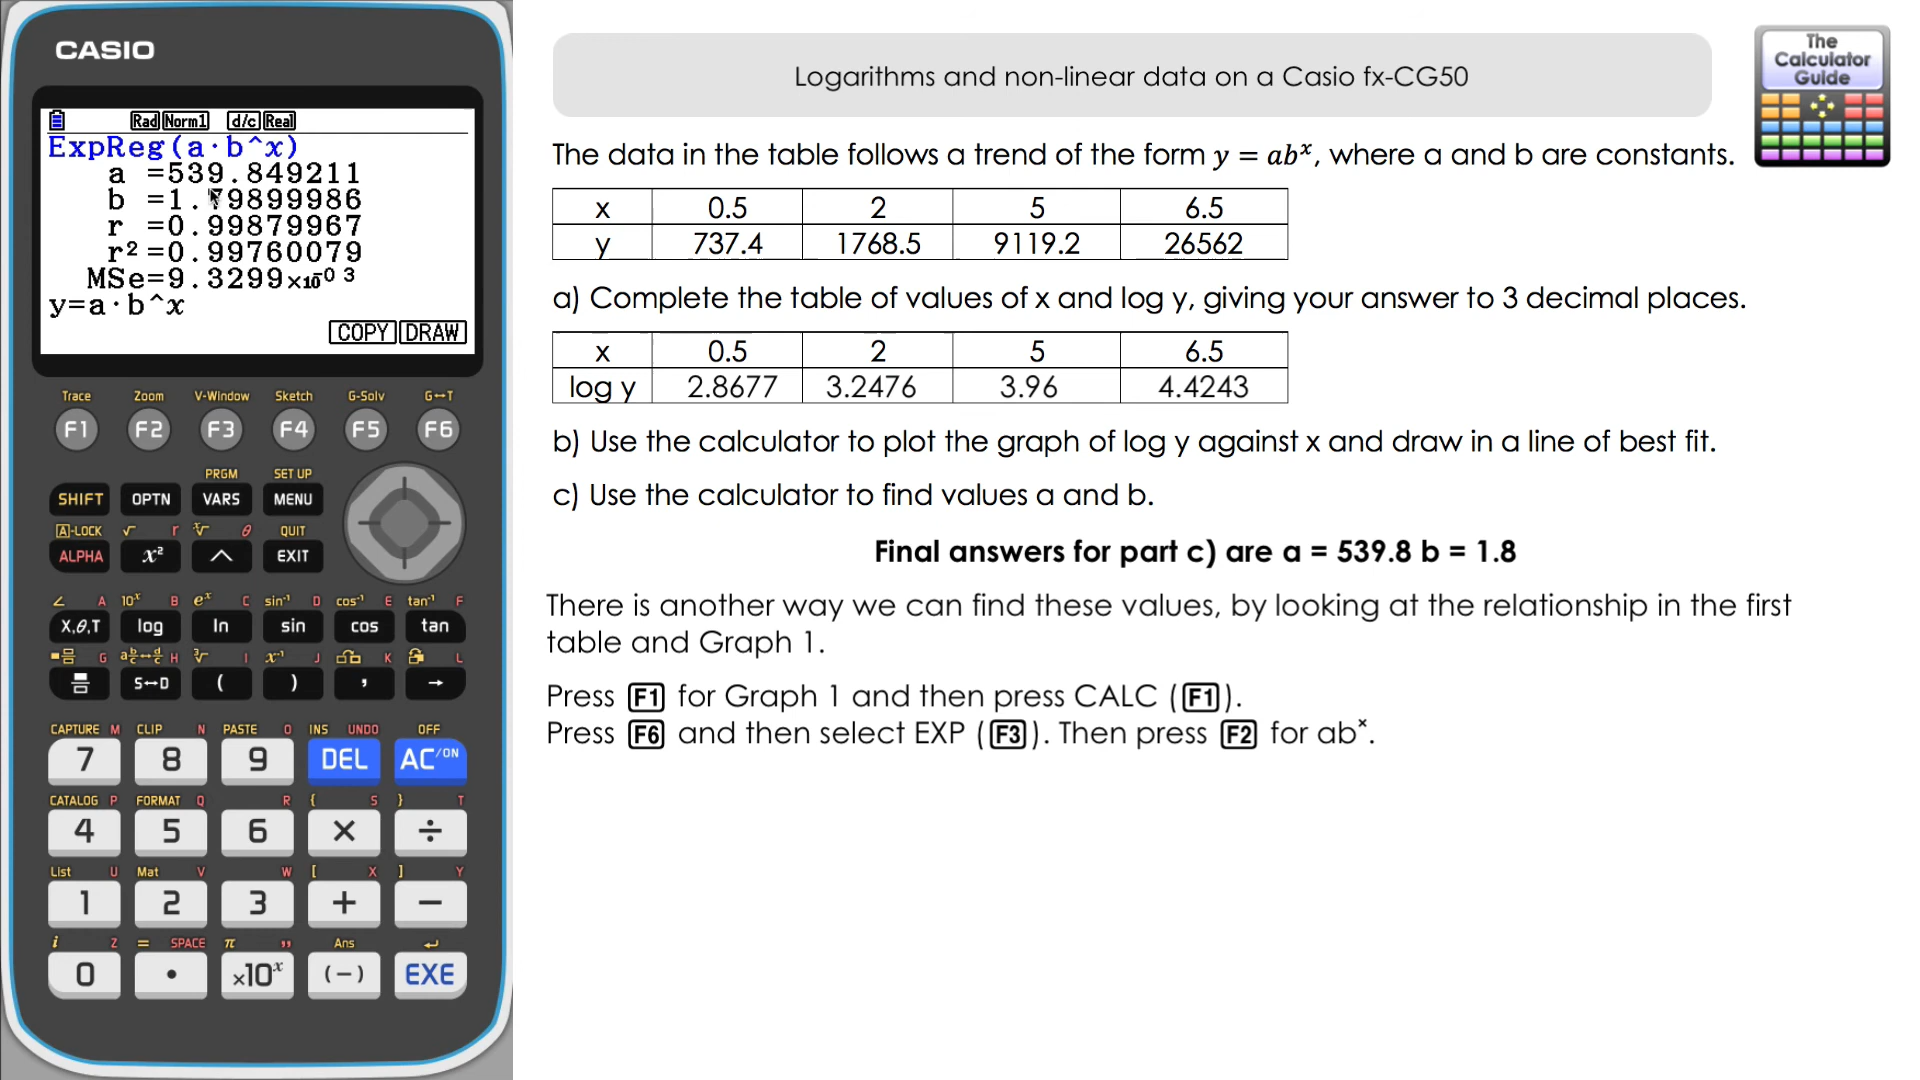 CASIO
Rad Norm1 d/c Real
ExpReg(a·b^x)
a =539.849211
b =1.79899986
r =0.99879967
r²=0.99760079
MSe=9.3299×10⁻⁰³
y=a·b^x
COPY DRAW
Trace Zoom V-Window Sketch G-Solv G↔T
F1 F2 F3 F4 F5 F6
PRGM SET UP
SHIFT OPTN VARS MENU
A-LOCK √ r ˣ√ θ QUIT
ALPHA x² ^ EXIT
∠ A 10ˣ B eˣ C sin⁻¹ D cos⁻¹ E tan⁻¹ F
X,θ,T log ln sin cos tan
G a b/c↔d/c H ³√ I x⁻¹ J K L
S↔D ( ) , →
CAPTURE M CLIP N PASTE O INS UNDO OFF
7 8 9 DEL AC/ON
CATALOG P FORMAT Q R { S } T
4 5 6 × ÷
List U Mat V W [ X ] Y
1 2 3 + −
i Z = SPACE π " Ans ↵
0 • ×10ˣ (−) EXE
Logarithms and non-linear data on a Casio fx-CG50
The Calculator Guide
The data in the table follows a trend of the form y = abˣ, where a and b are constants.
x 0.5 2 5 6.5
y 737.4 1768.5 9119.2 26562
a) Complete the table of values of x and log y, giving your answer to 3 decimal places.
x 0.5 2 5 6.5
log y 2.8677 3.2476 3.96 4.4243
b) Use the calculator to plot the graph of log y against x and draw in a line of best fit.
c) Use the calculator to find values a and b.
Final answers for part c) are a = 539.8 b = 1.8
There is another way we can find these values, by looking at the relationship in the first
table and Graph 1.
Press F1 for Graph 1 and then press CALC (F1).
Press F6 and then select EXP (F3). Then press F2 for abˣ.